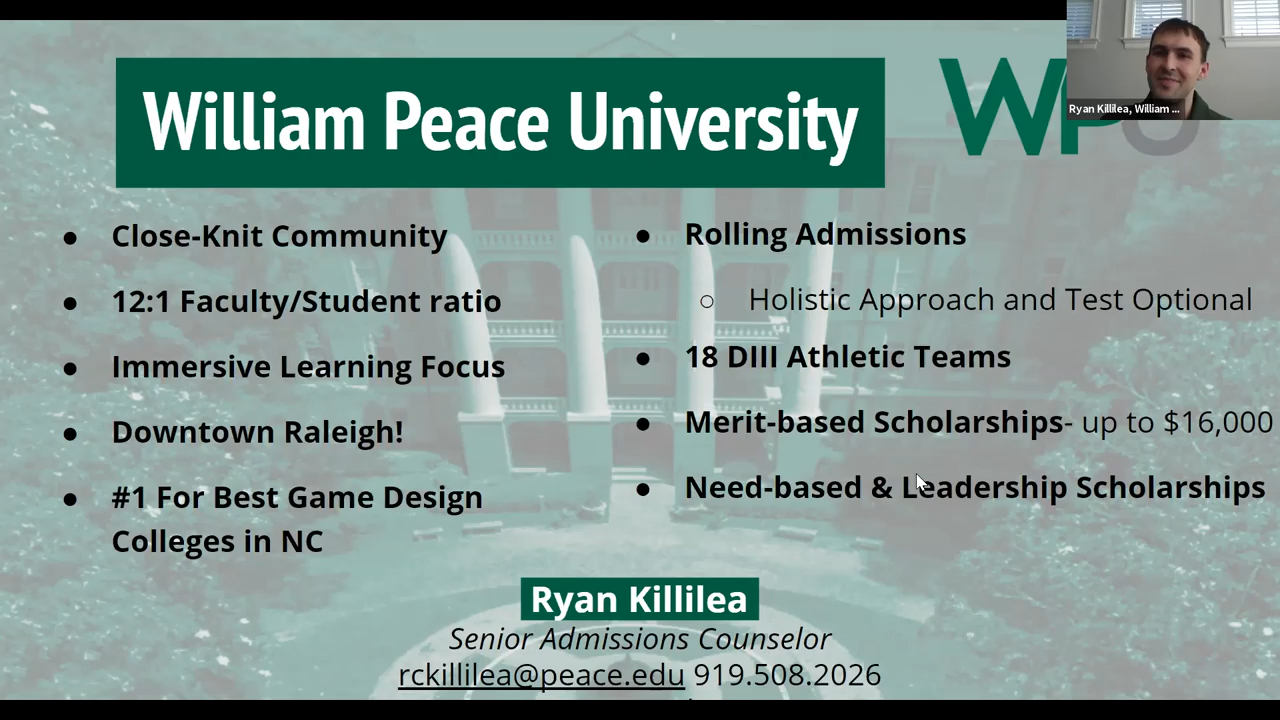 William Peace University
WPU
Ryan Killilea, William ...
● Close-Knit Community
● 12:1 Faculty/Student ratio
● Immersive Learning Focus
● Downtown Raleigh!
● #1 For Best Game Design
Colleges in NC
● Rolling Admissions
○ Holistic Approach and Test Optional
● 18 DIII Athletic Teams
● Merit-based Scholarships- up to $16,000
● Need-based & Leadership Scholarships
Ryan Killilea
Senior Admissions Counselor
rckillilea@peace.edu 919.508.2026